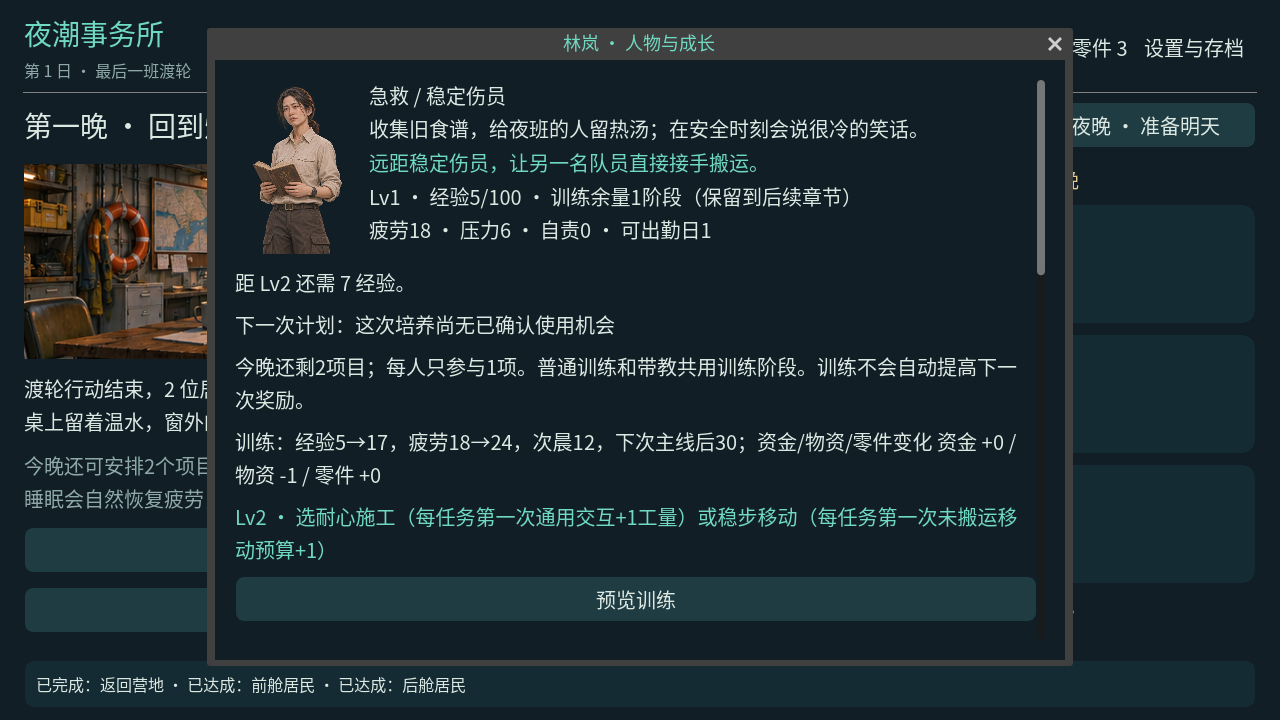 夜潮事务所
第 1 日 · 最后一班渡轮
零件 3 设置与存档
第一晚 · 回到
夜晚 · 准备明天
渡轮行动结束，2 位居
桌上留着温水，窗外
今晚还可安排2个项目
睡眠会自然恢复疲劳
林岚 · 人物与成长
急救 / 稳定伤员
收集旧食谱，给夜班的人留热汤；在安全时刻会说很冷的笑话。
远距稳定伤员，让另一名队员直接接手搬运。
Lv1 · 经验5/100 · 训练余量1阶段（保留到后续章节）
疲劳18 · 压力6 · 自责0 · 可出勤日1
距 Lv2 还需 7 经验。
下一次计划：这次培养尚无已确认使用机会
今晚还剩2项目；每人只参与1项。普通训练和带教共用训练阶段。训练不会自动提高下一
次奖励。
训练：经验5→17，疲劳18→24，次晨12，下次主线后30；资金/物资/零件变化 资金 +0 /
物资 -1 / 零件 +0
Lv2 · 选耐心施工（每任务第一次通用交互+1工量）或稳步移动（每任务第一次未搬运移
动预算+1）
预览训练
已完成：返回营地 · 已达成：前舱居民 · 已达成：后舱居民